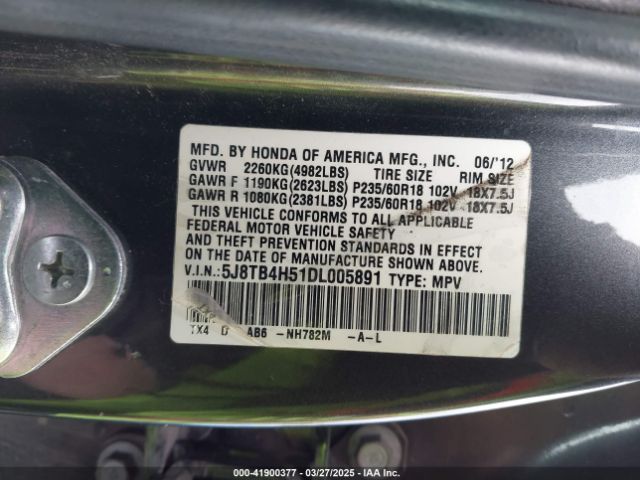 MFD. BY HONDA OF AMERICA MFG., INC. 06/'12
GVWR 2260KG(4982LBS) TIRE SIZE RIM SIZE
GAWR F 1190KG(2623LBS) P235/60R18 102V 18X7.5J
GAWR R 1080KG(2381LBS) P235/60R18 102V 18X7.5J
THIS VEHICLE CONFORMS TO ALL APPLICABLE
FEDERAL MOTOR VEHICLE SAFETY
AND THEFT PREVENTION STANDARDS IN EFFECT
ON THE DATE OF MANUFACTURE SHOWN ABOVE.
V.I.N.:5J8TB4H51DL005891 TYPE: MPV
TX4 D AB6 -NH782M -A-L
000-41900377 | 03/27/2025 | IAA Inc.